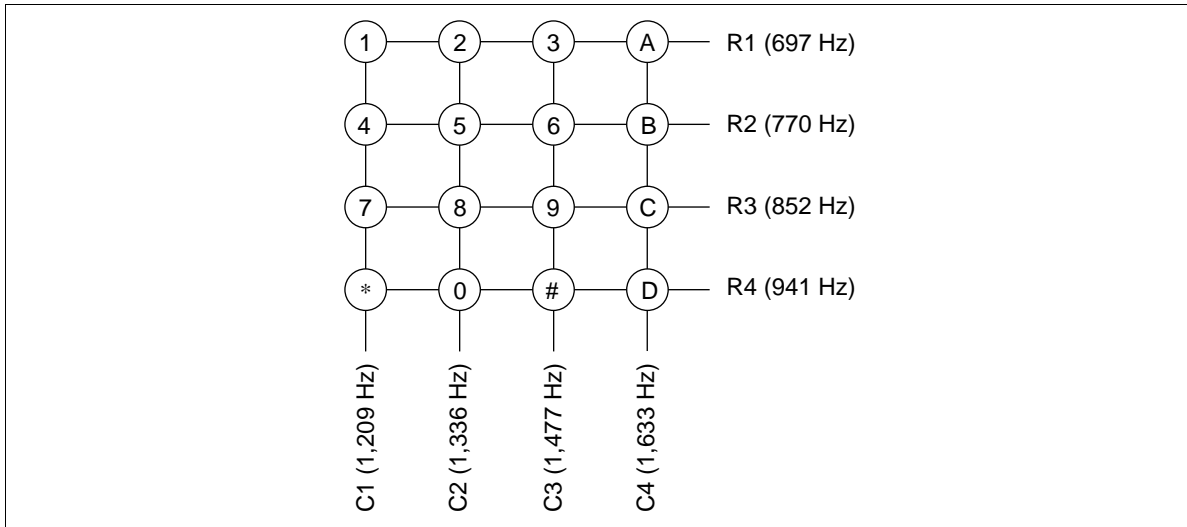 1 2 3 A R1 (697 Hz)
4 5 6 B R2 (770 Hz)
7 8 9 C R3 (852 Hz)
* 0 # D R4 (941 Hz)
C1 (1,209 Hz)
C2 (1,336 Hz)
C3 (1,477 Hz)
C4 (1,633 Hz)